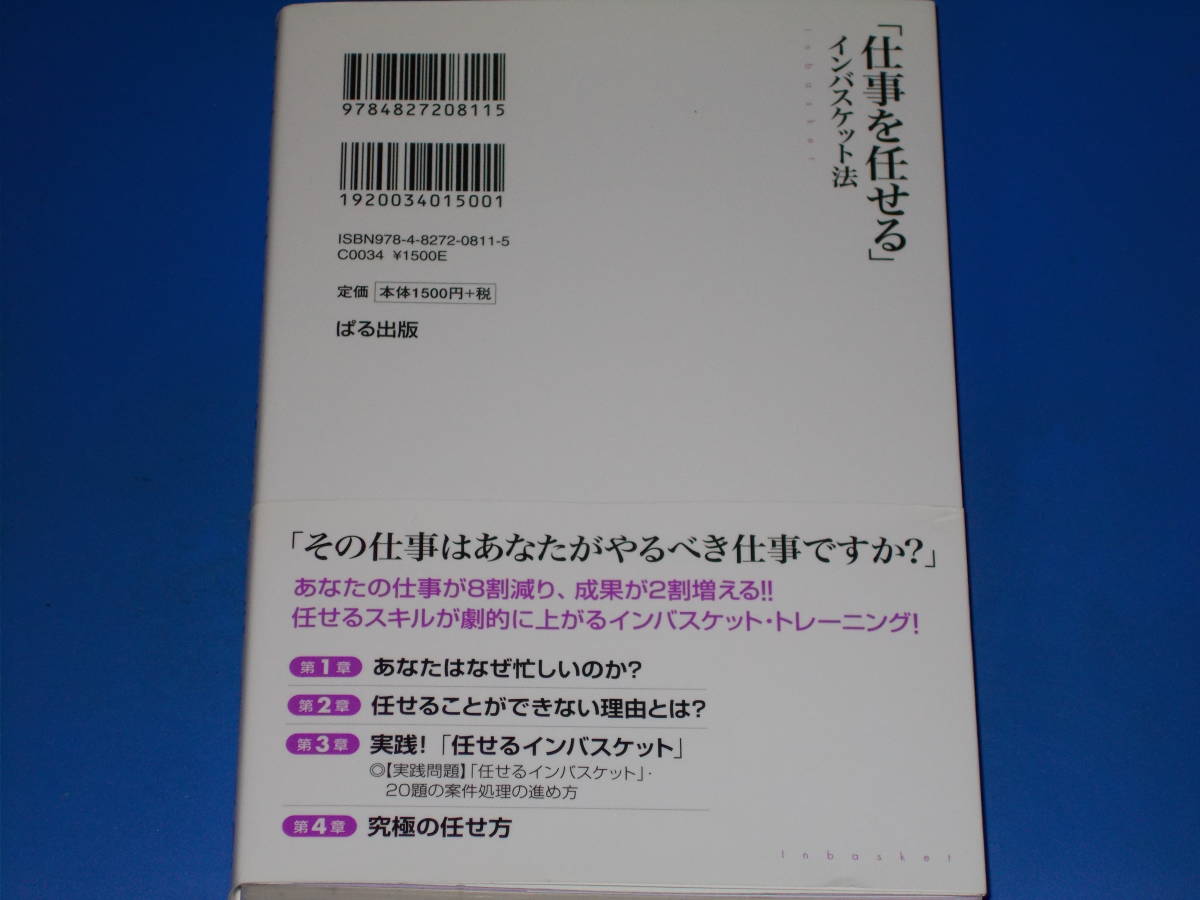 「仕事を任せる」
インバスケット法
inbasket
9784827208115
1920034015001
ISBN978-4-8272-0811-5
C0034 ¥1500E
定価 本体1500円+税
ぱる出版
「その仕事はあなたがやるべき仕事ですか?」
あなたの仕事が8割減り、成果が2割増える!!
任せるスキルが劇的に上がるインバスケット・トレーニング!
第1章 あなたはなぜ忙しいのか?
第2章 任せることができない理由とは?
第3章 実践!「任せるインバスケット」
◎【実践問題】「任せるインバスケット」・
20題の案件処理の進め方
第4章 究極の任せ方
Inbasket